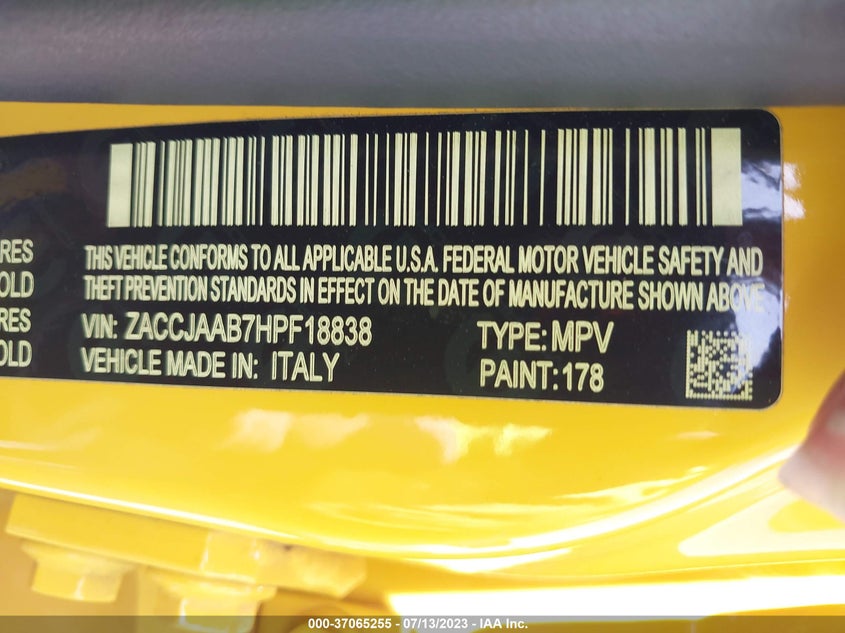 RES
OLD
RES
OLD
THIS VEHICLE CONFORMS TO ALL APPLICABLE U.S.A. FEDERAL MOTOR VEHICLE SAFETY AND
THEFT PREVENTION STANDARDS IN EFFECT ON THE DATE OF MANUFACTURE SHOWN ABOVE
VIN: ZACCJAAB7HPF18838 TYPE: MPV
VEHICLE MADE IN: ITALY PAINT: 178
000-37065255 - 07/13/2023 - IAA Inc.